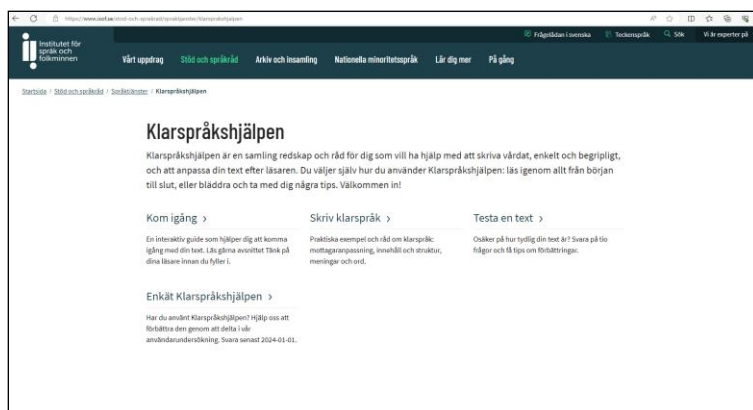 https://www.isof.se/stod-och-sprakrad/spraktjanster/klarsprakshjalpen
Frågelådan i svenska Teckenspråk Sök Vi är experter på
Institutet för
språk och
folkminnen
Vårt uppdrag Stöd och språkråd Arkiv och insamling Nationella minoritetsspråk Lär dig mer På gång
Startsida / Stöd och språkråd / Språktjänster / Klarspråkshjälpen
Klarspråkshjälpen
Klarspråkshjälpen är en samling redskap och råd för dig som vill ha hjälp med att skriva vårdat, enkelt och begripligt,
och att anpassa din text efter läsaren. Du väljer själv hur du använder Klarspråkshjälpen: läs igenom allt från början
till slut, eller bläddra och ta med dig några tips. Välkommen in!
Kom igång >
En interaktiv guide som hjälper dig att komma
igång med din text. Läs gärna avsnittet Tänk på
dina läsare innan du fyller i.
Skriv klarspråk >
Praktiska exempel och råd om klarspråk:
mottagaranpassning, innehåll och struktur,
meningar och ord.
Testa en text >
Osäker på hur tydlig din text är? Svara på tio
frågor och få tips om förbättringar.
Enkät Klarspråkshjälpen >
Har du använt Klarspråkshjälpen? Hjälp oss att
förbättra den genom att delta i vår
användarundersökning. Svara senast 2024-01-01.